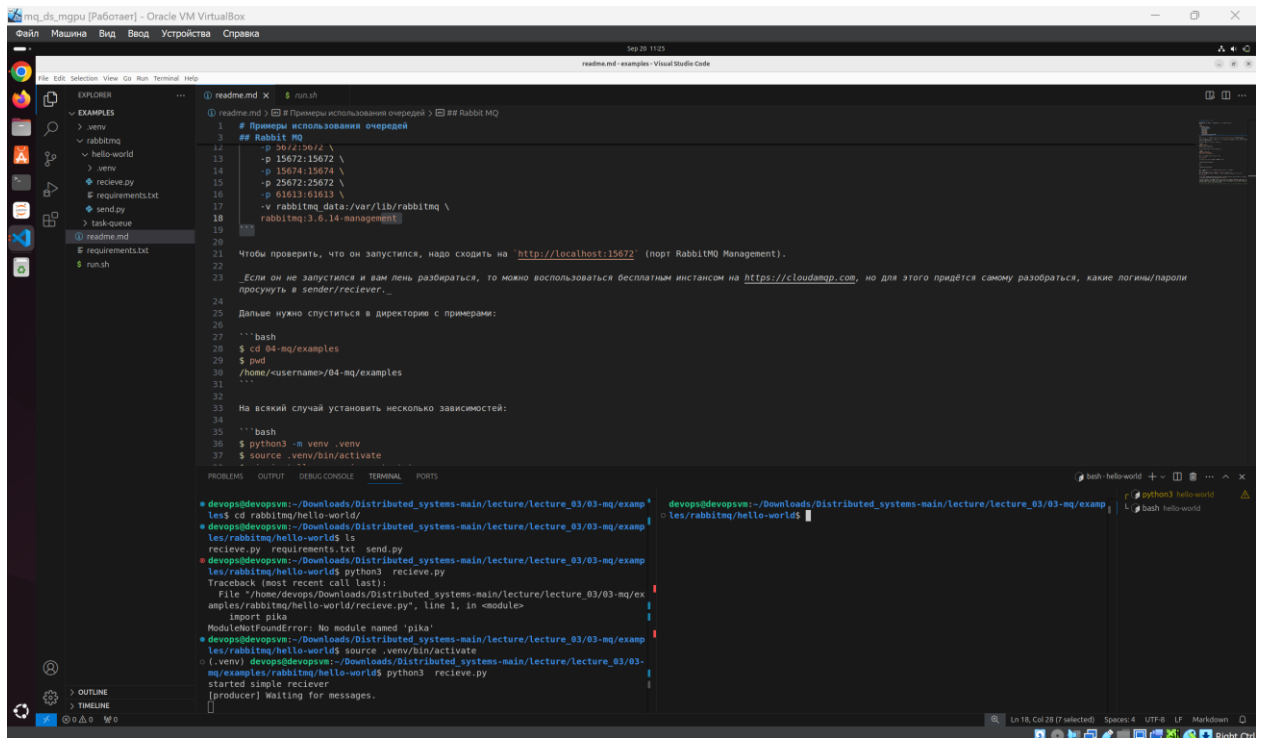 mq_ds_mgpu [Работает] - Oracle VM VirtualBox
Файл Машина Вид Ввод Устройства Справка
Sep 20 11:25
readme.md - examples - Visual Studio Code
File Edit Selection View Go Run Terminal Help
EXPLORER
EXAMPLES
.venv
rabbitmq
hello-world
.venv
recieve.py
requirements.txt
send.py
task-queue
readme.md
requirements.txt
run.sh
OUTLINE
TIMELINE
readme.md × $ run.sh
readme.md > # Примеры использования очередей > ## Rabbit MQ
1 # Примеры использования очередей
3 ## Rabbit MQ
12 -p 5672:5672 \
13 -p 15672:15672 \
14 -p 15674:15674 \
15 -p 25672:25672 \
16 -p 61613:61613 \
17 -v rabbitmq_data:/var/lib/rabbitmq \
18 rabbitmq:3.6.14-management
19 ```
20
21 Чтобы проверить, что он запустился, надо сходить на `http://localhost:15672` (порт RabbitMQ Management).
22
23 _Если он не запустился и вам лень разбираться, то можно воспользоваться бесплатным инстансом на https://cloudamqp.com, но для этого придётся самому разобраться, какие логины/пароли
просунуть в sender/reciever._
24
25 Дальше нужно спуститься в директорию с примерами:
26
27 ```bash
28 $ cd 04-mq/examples
29 $ pwd
30 /home/<username>/04-mq/examples
31 ```
32
33 На всякий случай установить несколько зависимостей:
34
35 ```bash
36 $ python3 -m venv .venv
37 $ source .venv/bin/activate
PROBLEMS OUTPUT DEBUG CONSOLE TERMINAL PORTS
bash - hello-world
devops@devopsvm:~/Downloads/Distributed_systems-main/lecture/lecture_03/03-mq/examp
les$ cd rabbitmq/hello-world/
devops@devopsvm:~/Downloads/Distributed_systems-main/lecture/lecture_03/03-mq/examp
les/rabbitmq/hello-world$ ls
recieve.py requirements.txt send.py
devops@devopsvm:~/Downloads/Distributed_systems-main/lecture/lecture_03/03-mq/examp
les/rabbitmq/hello-world$ python3 recieve.py
Traceback (most recent call last):
File "/home/devops/Downloads/Distributed_systems-main/lecture/lecture_03/03-mq/ex
amples/rabbitmq/hello-world/recieve.py", line 1, in <module>
import pika
ModuleNotFoundError: No module named 'pika'
devops@devopsvm:~/Downloads/Distributed_systems-main/lecture/lecture_03/03-mq/examp
les/rabbitmq/hello-world$ source .venv/bin/activate
(.venv) devops@devopsvm:~/Downloads/Distributed_systems-main/lecture/lecture_03/03-
mq/examples/rabbitmq/hello-world$ python3 recieve.py
started simple reciever
[producer] Waiting for messages.
devops@devopsvm:~/Downloads/Distributed_systems-main/lecture/lecture_03/03-mq/examp
les/rabbitmq/hello-world$
python3 hello-world
bash hello-world
0 0 0
Ln 18, Col 28 (7 selected) Spaces: 4 UTF-8 LF Markdown
Right Ctrl